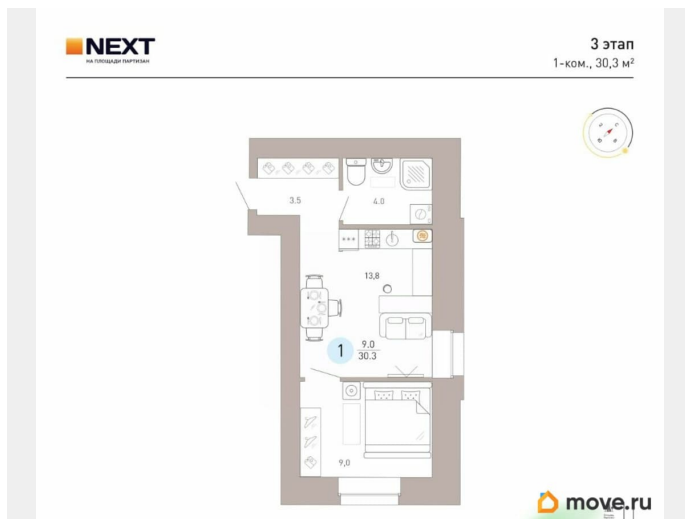 NEXT
НА ПЛОЩАДИ ПАРТИЗАН
3 этап
1-ком., 30,3 м²
3.5
4.0
13,8
1
9.0
30.3
9,0
move.ru